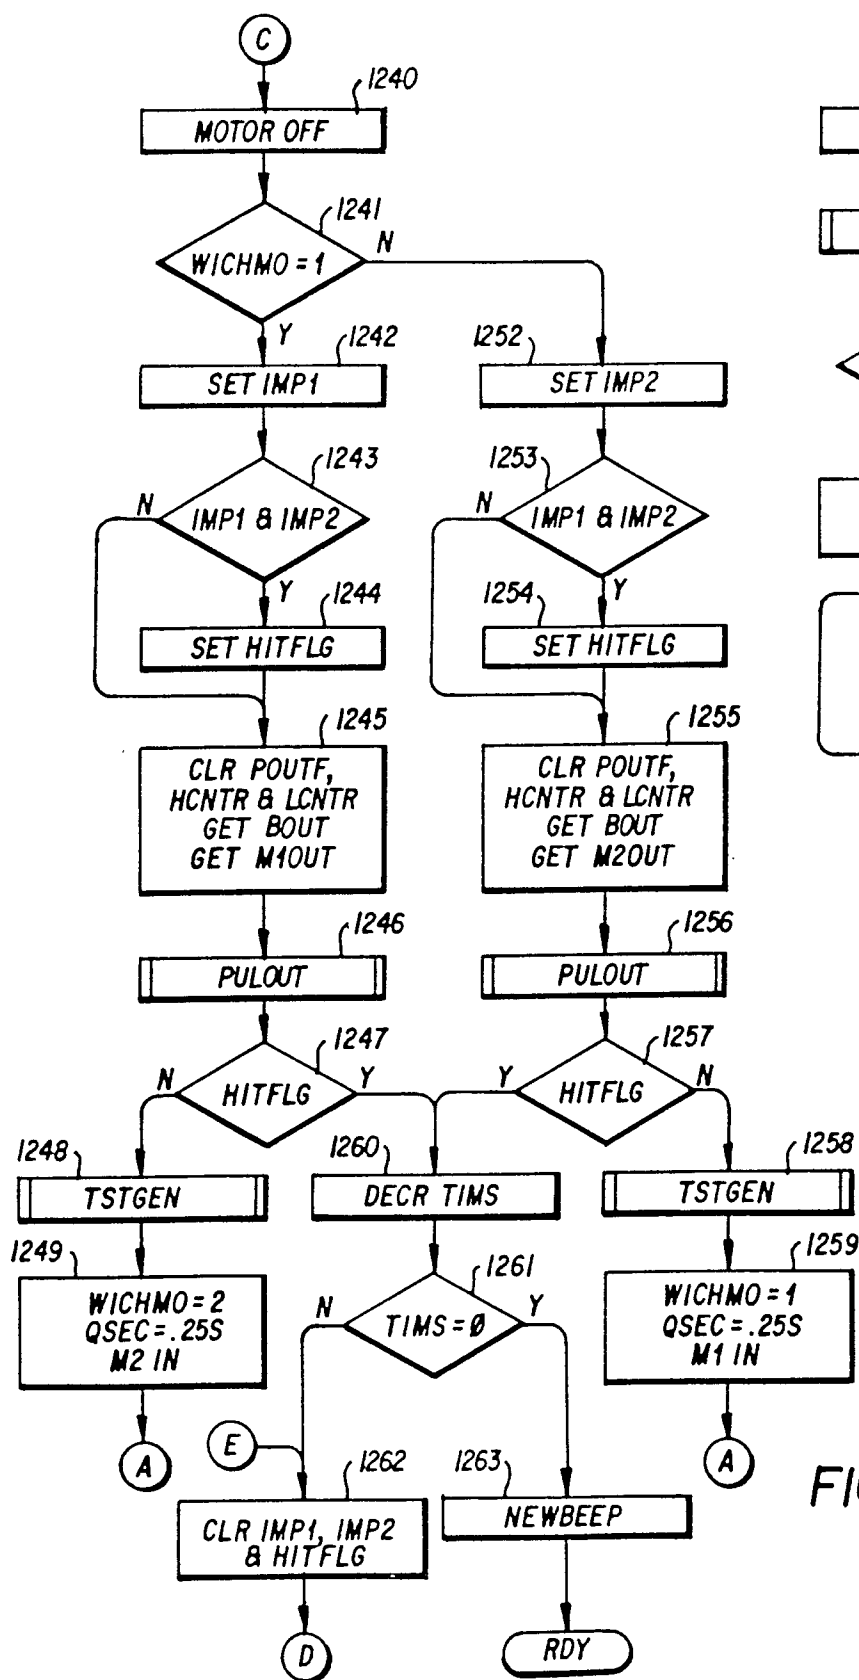 C
1240
MOTOR OFF
1241
WICHMO = 1
N
Y
1242
SET IMP1
1252
SET IMP2
1243
IMP1 & IMP2
N
Y
1253
IMP1 & IMP2
N
Y
1244
SET HITFLG
1254
SET HITFLG
1245
CLR POUTF,
HCNTR & LCNTR
GET BOUT
GET M1OUT
1255
CLR POUTF,
HCNTR & LCNTR
GET BOUT
GET M2OUT
1246
PULOUT
1256
PULOUT
1247
N
HITFLG
Y
1257
Y
HITFLG
N
1248
TSTGEN
1260
DECR TIMS
1258
TSTGEN
1249
WICHMO = 2
QSEC = .25S
M2 IN
A
1261
N
TIMS = Ø
Y
1259
WICHMO = 1
QSEC = .25S
M1 IN
A
E
1262
CLR IMP1, IMP2
& HITFLG
D
1263
NEWBEEP
RDY